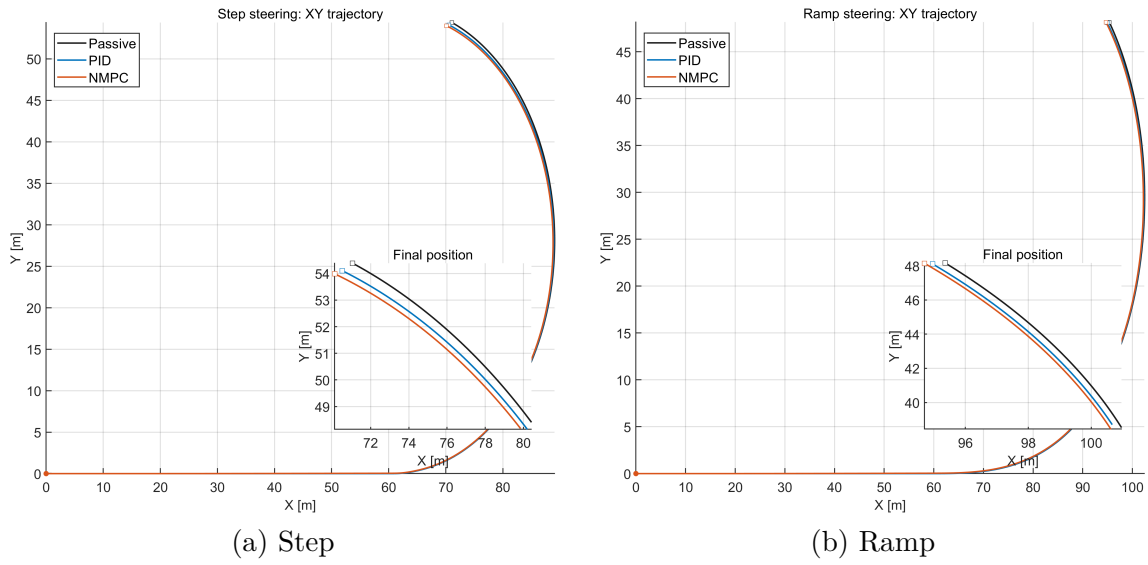 Step steering: XY trajectory
Passive
PID
NMPC
Y [m]
50
45
40
35
30
25
20
15
10
5
0
Final position
Y [m]
54
53
52
51
50
49
72 74 76 78 80
X [m]
0 10 20 30 40 50 60 70 80
X [m]
(a) Step
Ramp steering: XY trajectory
Passive
PID
NMPC
Y [m]
45
40
35
30
25
20
15
10
5
0
Final position
Y [m]
48
46
44
42
40
96 98 100
X [m]
0 10 20 30 40 50 60 70 80 90 100
X [m]
(b) Ramp